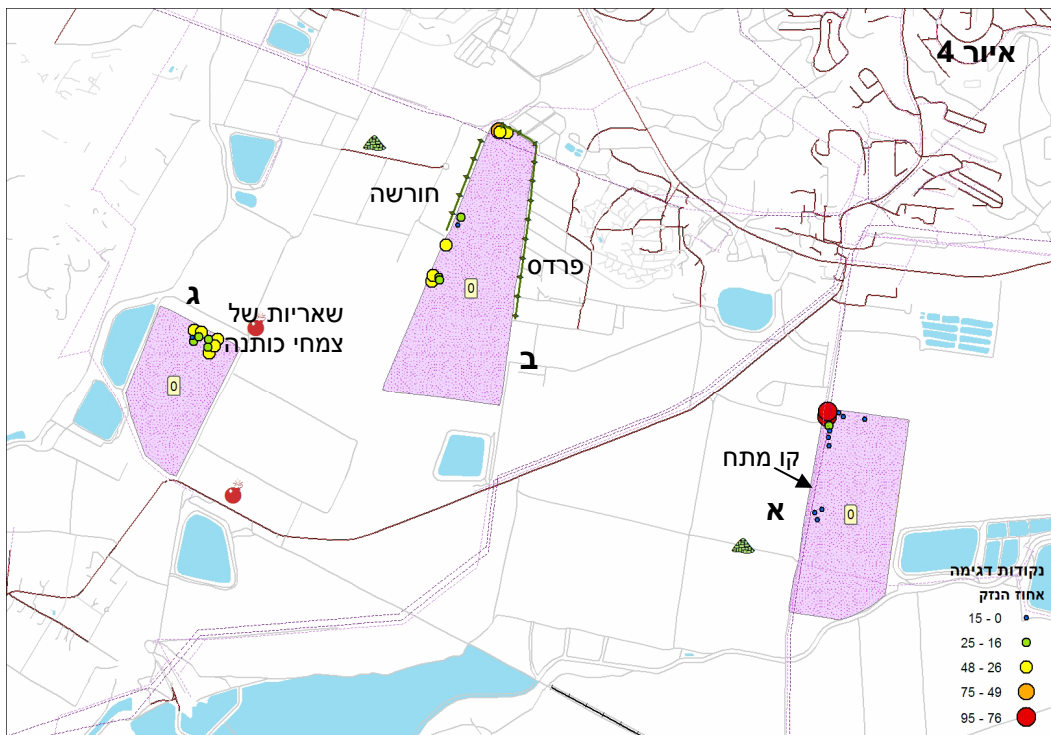 איור 4
חורשה
פרדס
ג
שאריות של
צמחי כותנה
0
0
ב
קו מתח
א
0
נקודות דגימה
אחוז הנזק
15 - 0
25 - 16
48 - 26
75 - 49
95 - 76